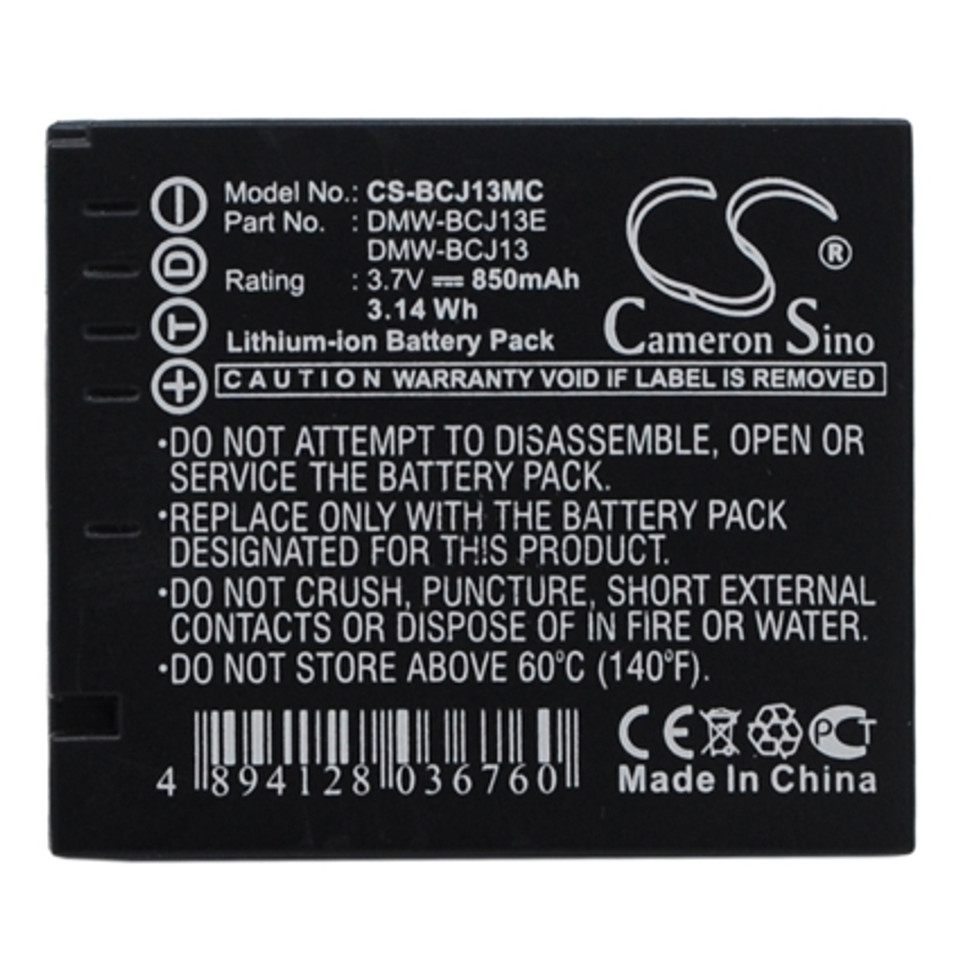 Model No.: CS-BCJ13MC
Part No. : DMW-BCJ13E
DMW-BCJ13
Rating : 3.7V 850mAh
3.14 Wh
Lithium-ion Battery Pack
CS ®
Cameron Sino
D
T
CAUTION WARRANTY VOID IF LABEL IS REMOVED
•DO NOT ATTEMPT TO DISASSEMBLE, OPEN OR
SERVICE THE BATTERY PACK.
•REPLACE ONLY WITH THE BATTERY PACK
DESIGNATED FOR THIS PRODUCT.
•DO NOT CRUSH, PUNCTURE, SHORT EXTERNAL
CONTACTS OR DISPOSE OF IN FIRE OR WATER.
•DO NOT STORE ABOVE 60°C (140°F).
4 894128 036760
CE PCT
Made In China